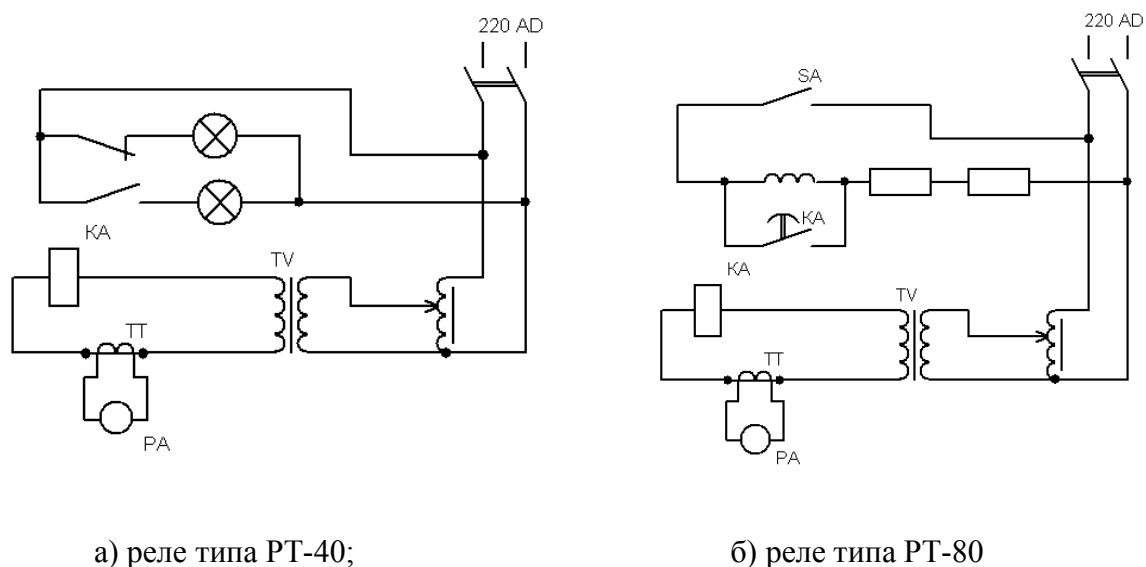 220 AD
KA
TV
TT
PA
220 AD
SA
KA
KA
TV
TT
PA
а) реле типа РТ-40;
б) реле типа РТ-80